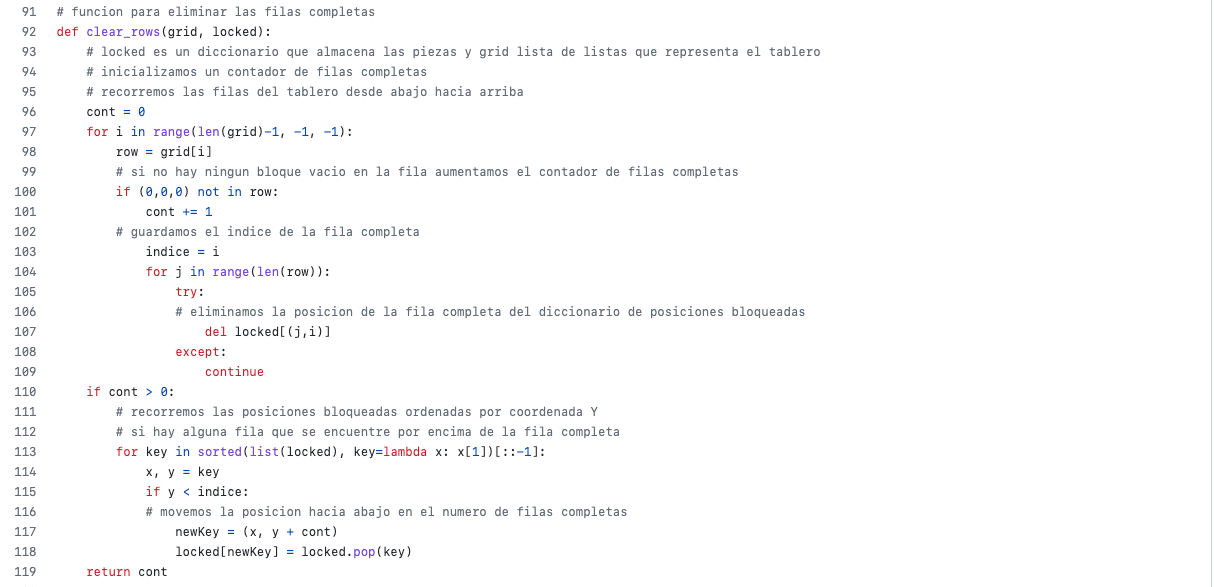 91 # funcion para eliminar las filas completas
92 def clear_rows(grid, locked):
93     # locked es un diccionario que almacena las piezas y grid lista de listas que representa el tablero
94     # inicializamos un contador de filas completas
95     # recorremos las filas del tablero desde abajo hacia arriba
96     cont = 0
97     for i in range(len(grid)-1, -1, -1):
98         row = grid[i]
99         # si no hay ningun bloque vacio en la fila aumentamos el contador de filas completas
100         if (0,0,0) not in row:
101             cont += 1
102         # guardamos el indice de la fila completa
103             indice = i
104             for j in range(len(row)):
105                 try:
106                 # eliminamos la posicion de la fila completa del diccionario de posiciones bloqueadas
107                     del locked[(j,i)]
108                 except:
109                     continue
110     if cont > 0:
111         # recorremos las posiciones bloqueadas ordenadas por coordenada Y
112         # si hay alguna fila que se encuentre por encima de la fila completa
113         for key in sorted(list(locked), key=lambda x: x[1])[::-1]:
114             x, y = key
115             if y < indice:
116             # movemos la posicion hacia abajo en el numero de filas completas
117                 newKey = (x, y + cont)
118                 locked[newKey] = locked.pop(key)
119     return cont